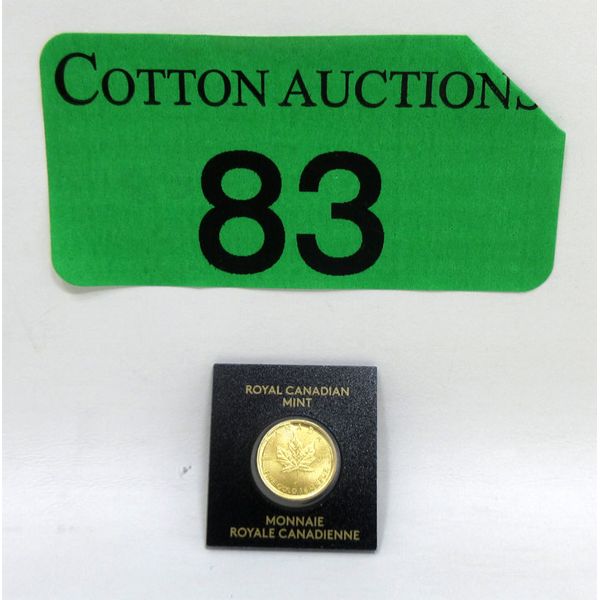 COTTON AUCTIONS
83
ROYAL CANADIAN
MINT
MONNAIE
ROYALE CANADIENNE